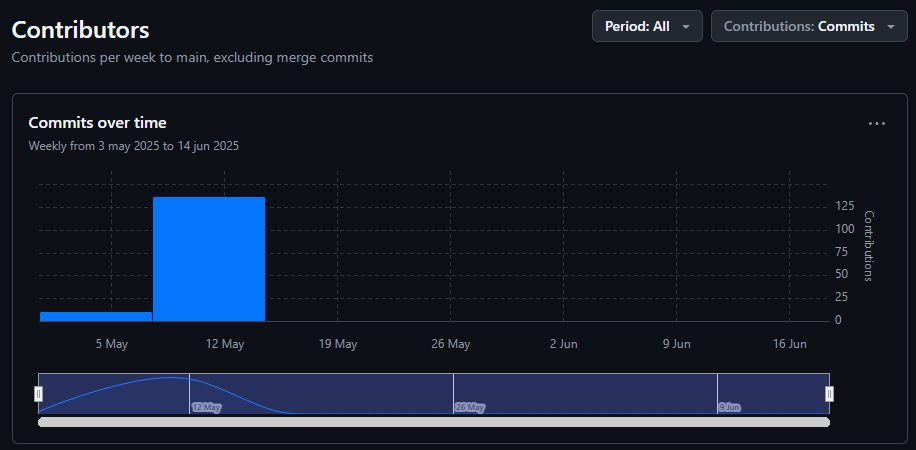 Contributors
Period: All
Contributions: Commits
Contributions per week to main, excluding merge commits
Commits over time
Weekly from 3 may 2025 to 14 jun 2025
125
100
75
50
25
0
Contributions
5 May
12 May
19 May
26 May
2 Jun
9 Jun
16 Jun
12 May
26 May
9 Jun